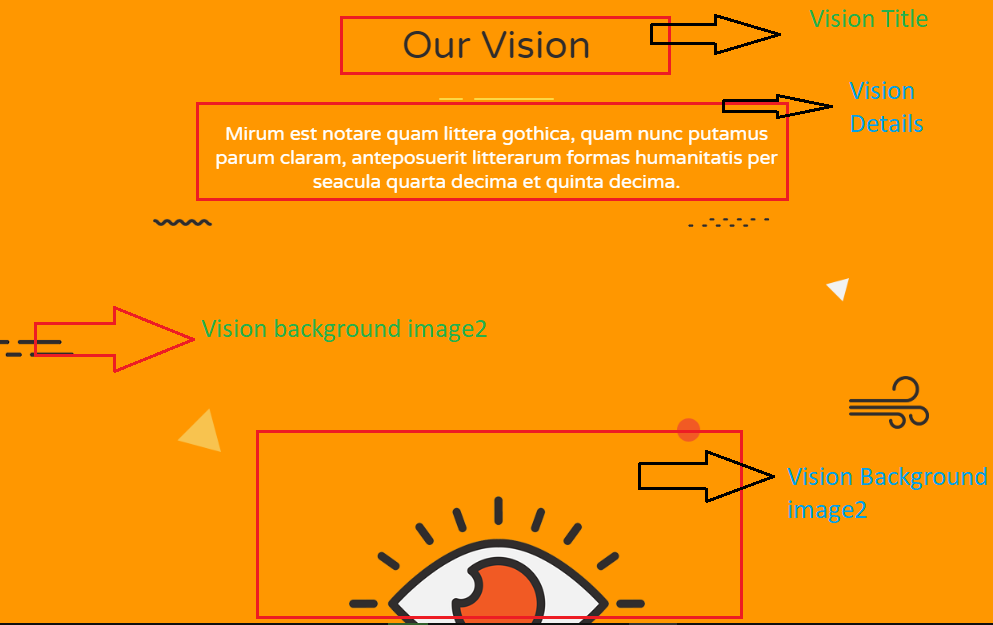 Vision Title
Our Vision
Vision
Details
Mirum est notare quam littera gothica, quam nunc putamus
parum claram, anteposuerit litterarum formas humanitatis per
seacula quarta decima et quinta decima.
Vision background image2
Vision Background
image2